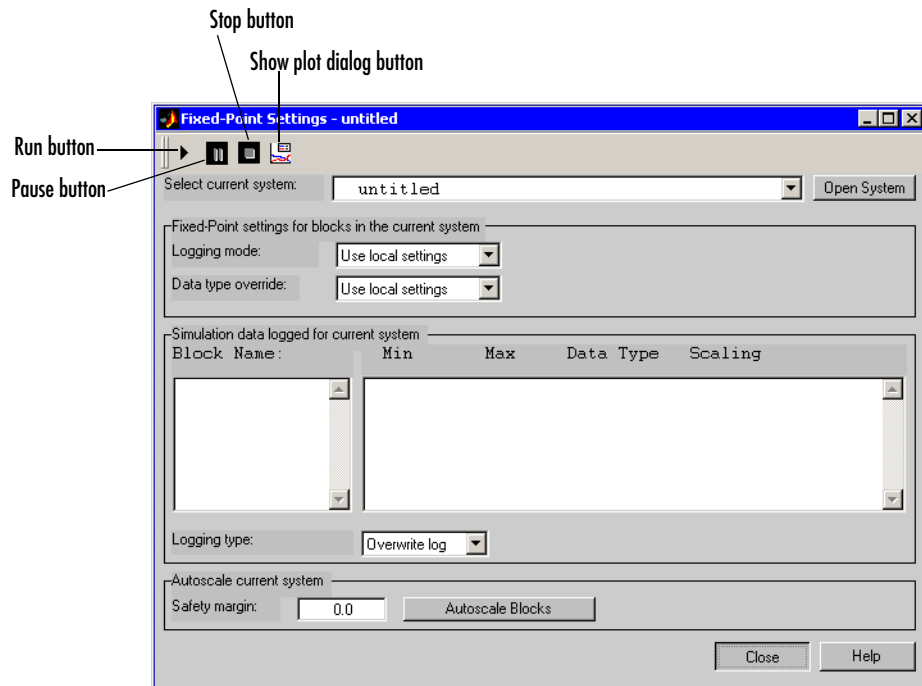 Stop button
Show plot dialog button
Fixed-Point Settings - untitled
Run button
Pause button
Select current system: untitled Open System
Fixed-Point settings for blocks in the current system
Logging mode: Use local settings
Data type override: Use local settings
Simulation data logged for current system
Block Name: Min Max Data Type Scaling
Logging type: Overwrite log
Autoscale current system
Safety margin: 0.0 Autoscale Blocks
Close Help